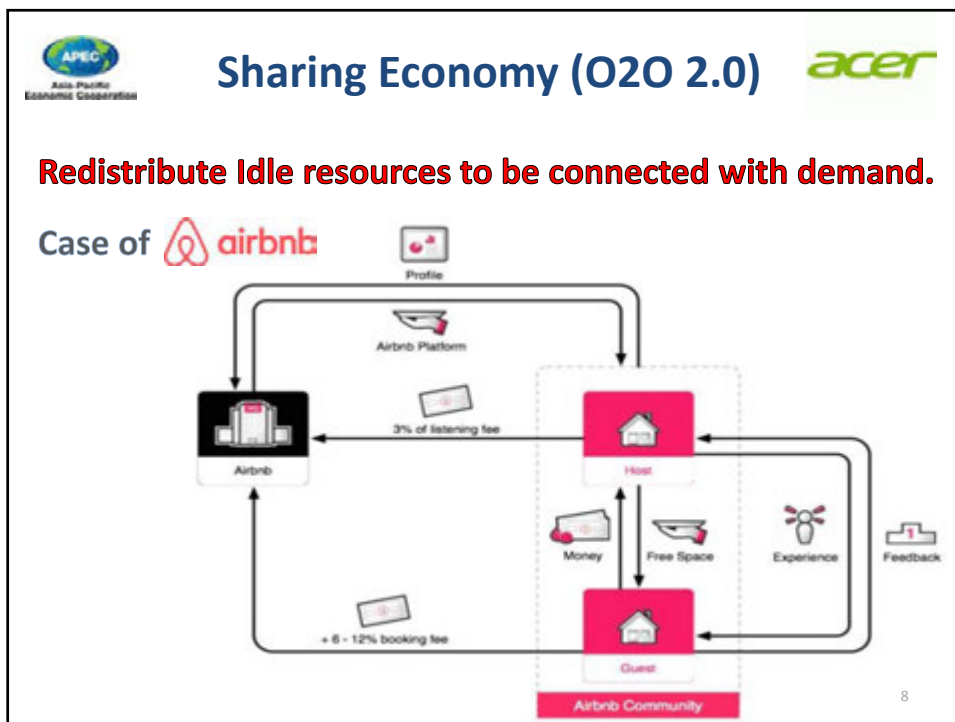 APEC
Asia-Pacific
Economic Cooperation
Sharing Economy (O2O 2.0)
acer
Redistribute Idle resources to be connected with demand.
Case of airbnb
Profile
Airbnb Platform
3% of listening fee
Airbnb
Host
Money
Free Space
Experience
1
Feedback
+ 6 - 12% booking fee
Guest
Airbnb Community
8